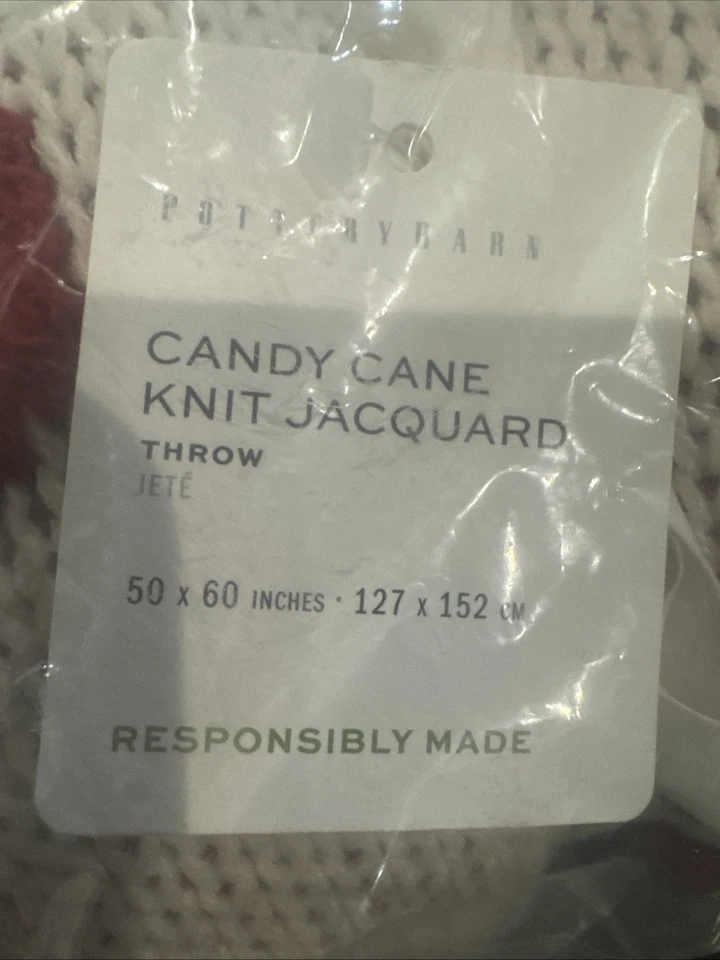 POTTERYBARN
CANDY CANE
KNIT JACQUARD
THROW
JETÉ
50 x 60 INCHES · 127 x 152 CM
RESPONSIBLY MADE